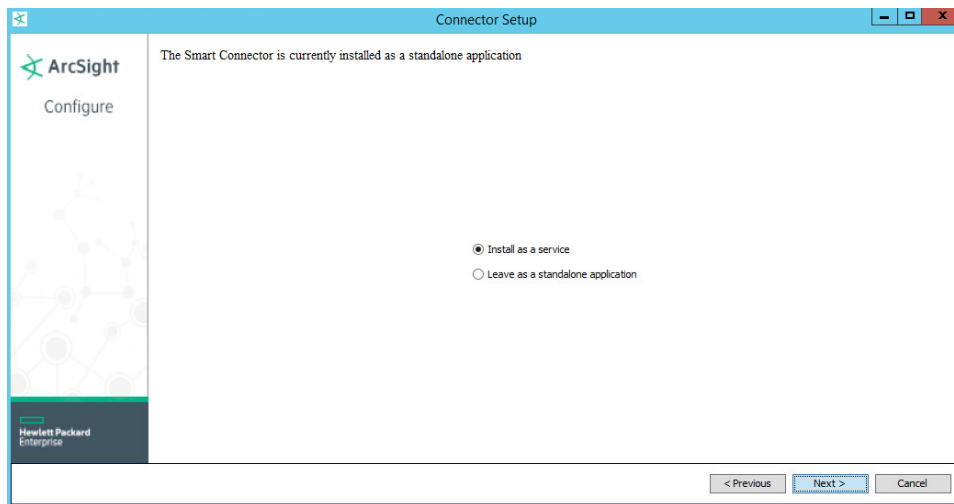 Connector Setup
ArcSight
Configure
The Smart Connector is currently installed as a standalone application
Install as a service
Leave as a standalone application
Hewlett Packard
Enterprise
< Previous
Next >
Cancel